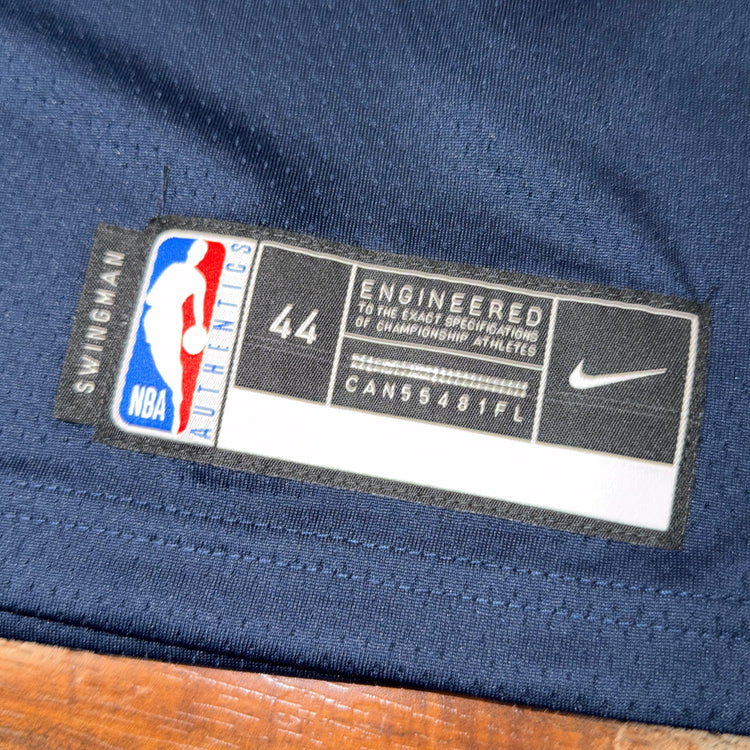 SWINGMAN
NBA
AUTHENTICS
44
ENGINEERED
TO THE EXACT SPECIFICATIONS
OF CHAMPIONSHIP ATHLETES
CAN55481FL